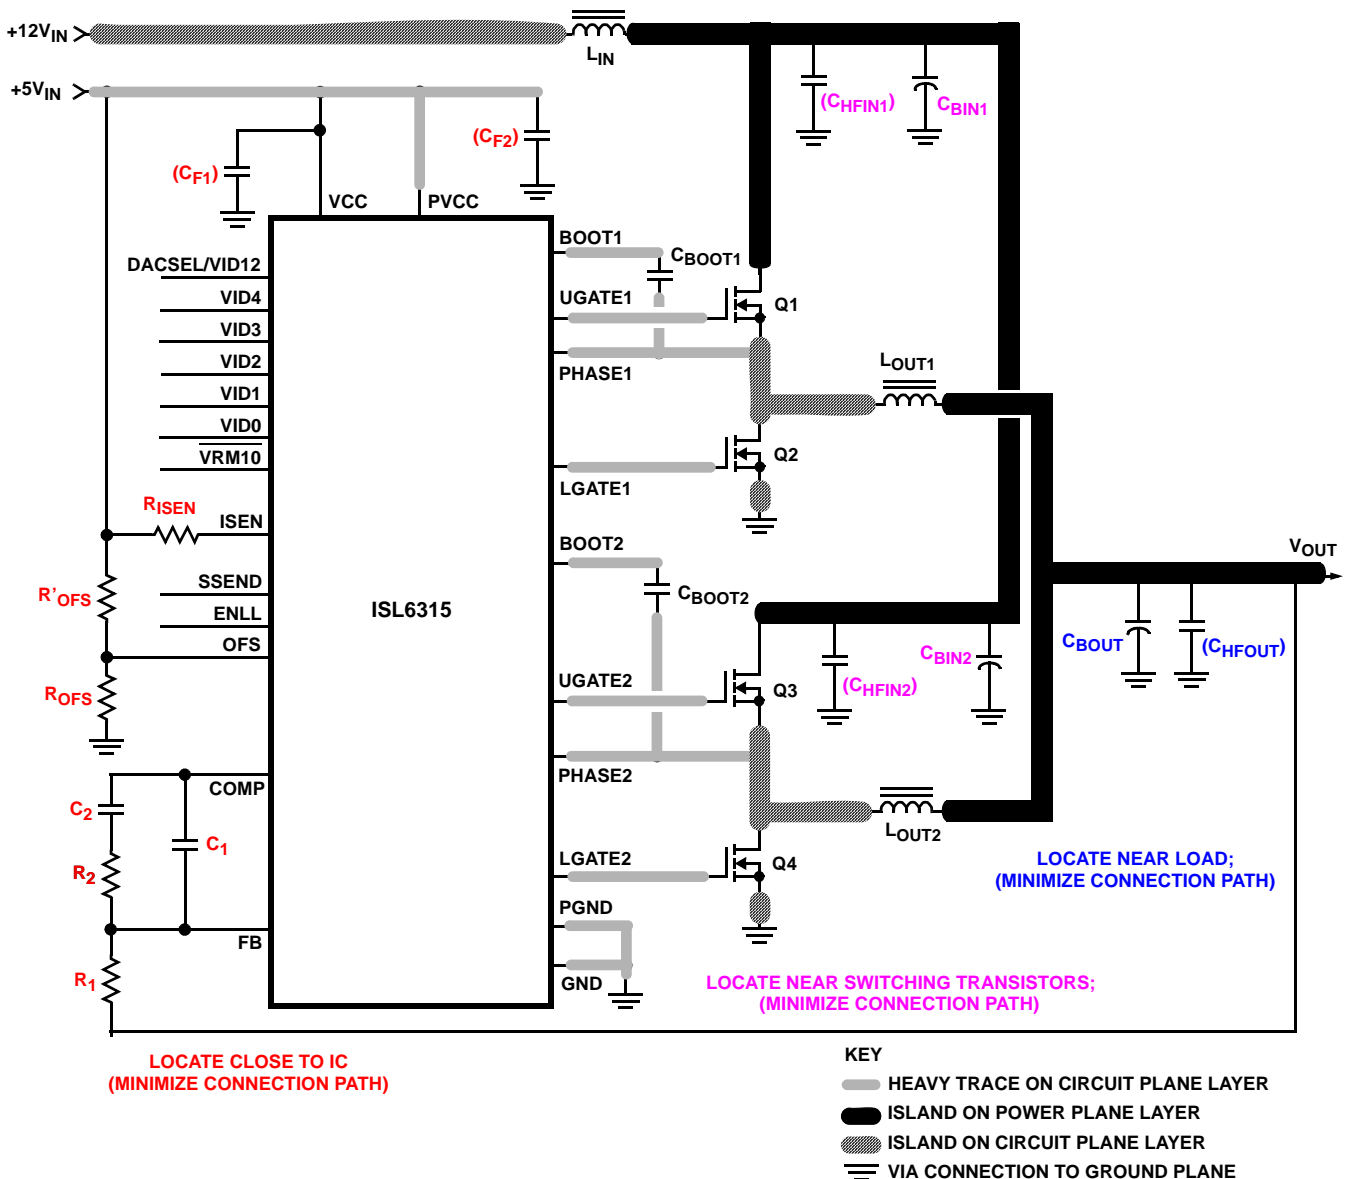 +12VIN
LIN
+5VIN
(CHFIN1)
CBIN1
(CF1)
(CF2)
VCC
PVCC
BOOT1
CBOOT1
DACSEL/VID12
VID4
UGATE1
Q1
VID3
VID2
PHASE1
LOUT1
VID1
VID0
VRM10
Q2
LGATE1
RISEN
ISEN
BOOT2
VOUT
R'OFS
SSEND
CBOOT2
ISL6315
ENLL
OFS
CBOUT
(CHFOUT)
CBIN2
ROFS
UGATE2
Q3
(CHFIN2)
PHASE2
COMP
C2
C1
LOUT2
R2
LGATE2
Q4
LOCATE NEAR LOAD;
(MINIMIZE CONNECTION PATH)
PGND
FB
R1
GND
LOCATE NEAR SWITCHING TRANSISTORS;
(MINIMIZE CONNECTION PATH)
LOCATE CLOSE TO IC
(MINIMIZE CONNECTION PATH)
KEY
HEAVY TRACE ON CIRCUIT PLANE LAYER
ISLAND ON POWER PLANE LAYER
ISLAND ON CIRCUIT PLANE LAYER
VIA CONNECTION TO GROUND PLANE